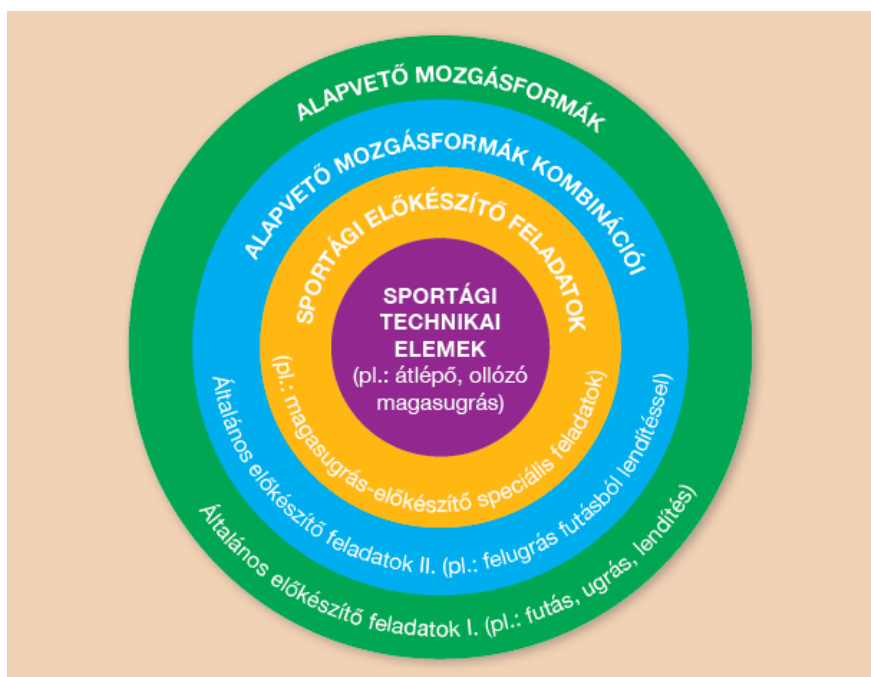 ALAPVETŐ MOZGÁSFORMÁK
ALAPVETŐ MOZGÁSFORMÁK KOMBINÁCIÓI
SPORTÁGI ELŐKÉSZÍTŐ FELADATOK
SPORTÁGI
TECHNIKAI
ELEMEK
(pl.: átlépő, ollózó
magasugrás)
(pl.: magasugrás-előkészítő speciális feladatok)
Általános előkészítő feladatok II. (pl.: felugrás futásból lendítéssel)
Általános előkészítő feladatok I. (pl.: futás, ugrás, lendítés)